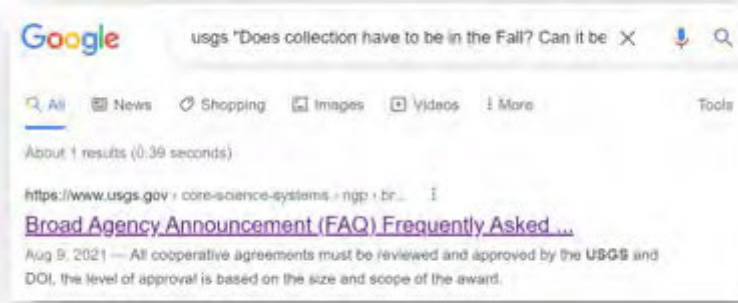 Google
usgs "Does collection have to be in the Fall? Can it be
All News Shopping Images Videos More Tools
About 1 results (0.39 seconds)
https://www.usgs.gov › core-science-systems › ngp › br...
Broad Agency Announcement (FAQ) Frequently Asked ...
Aug 9, 2021 — All cooperative agreements must be reviewed and approved by the USGS and
DOI, the level of approval is based on the size and scope of the award.